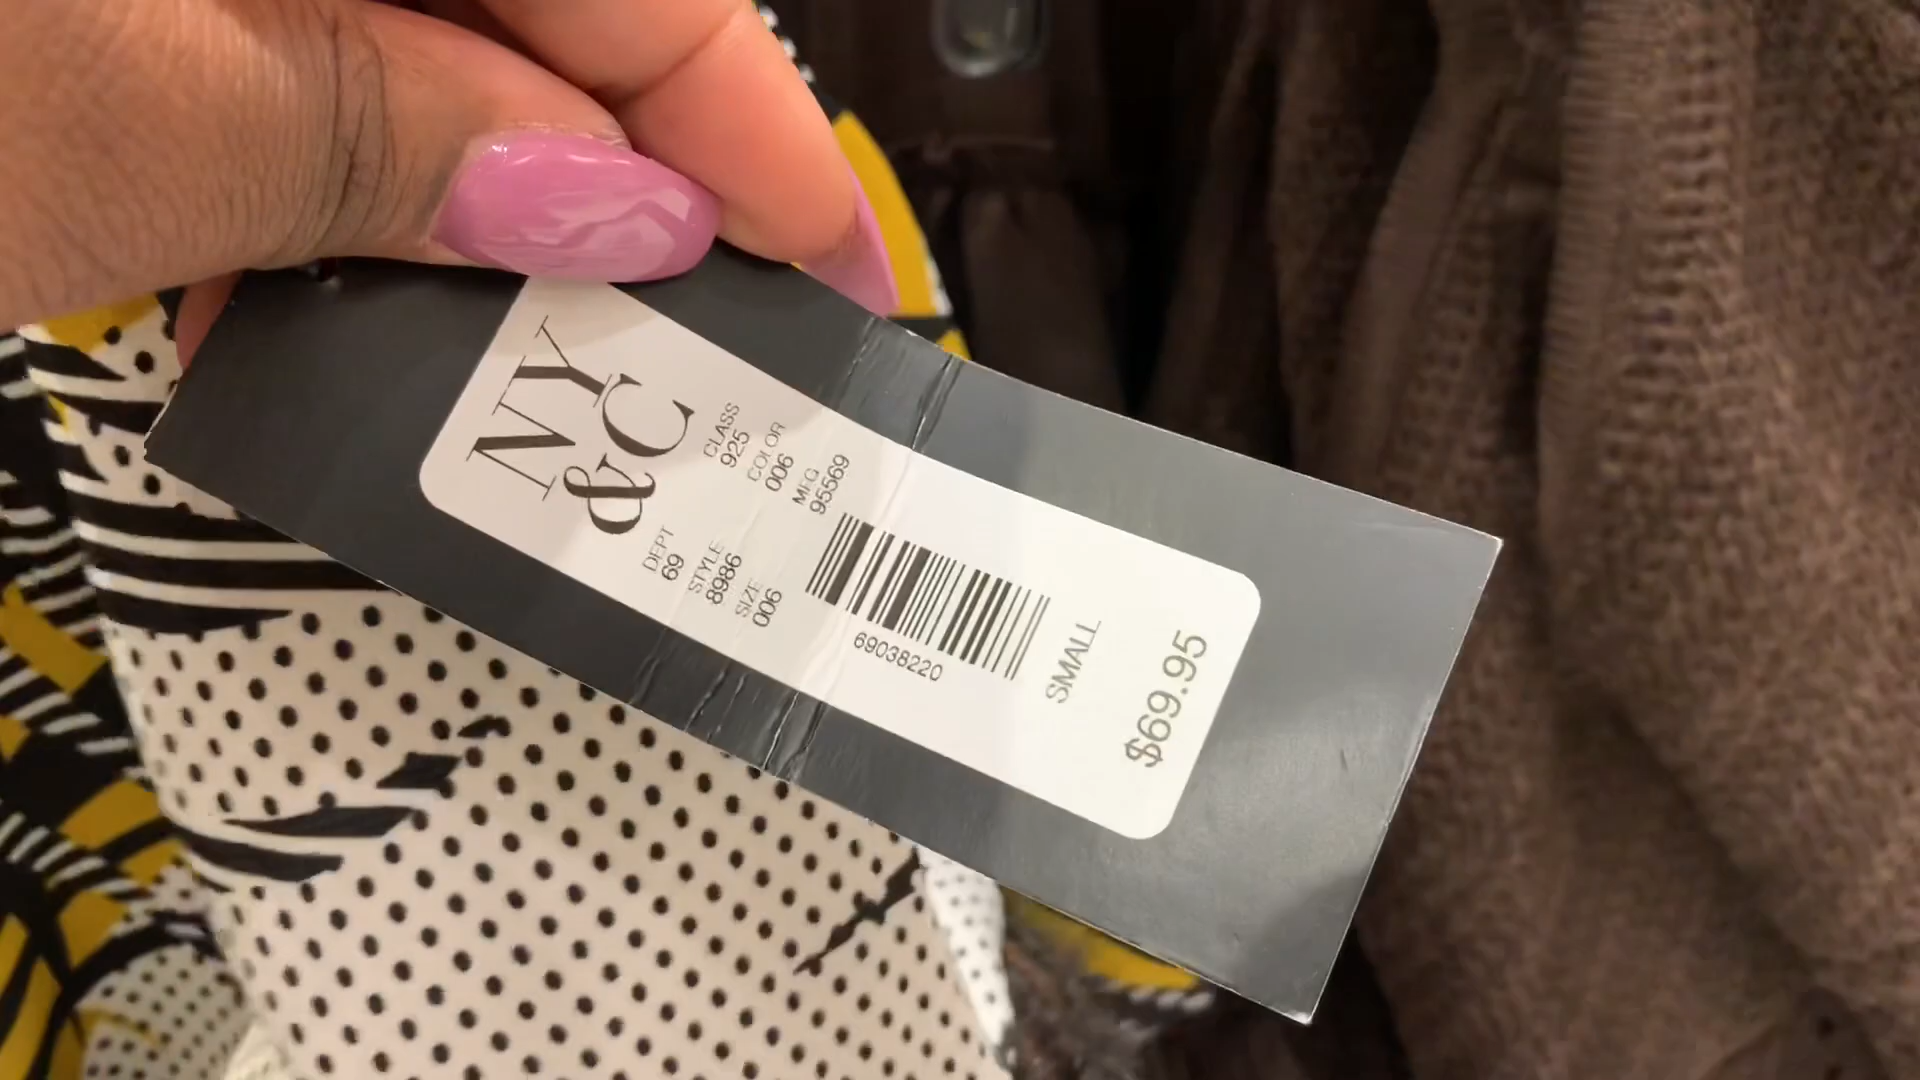 NY
&C
DEPT CLASS
69 925
STYLE COLOR
8986 006
SIZE MFG
006 95569
69038220
SMALL
$69.95